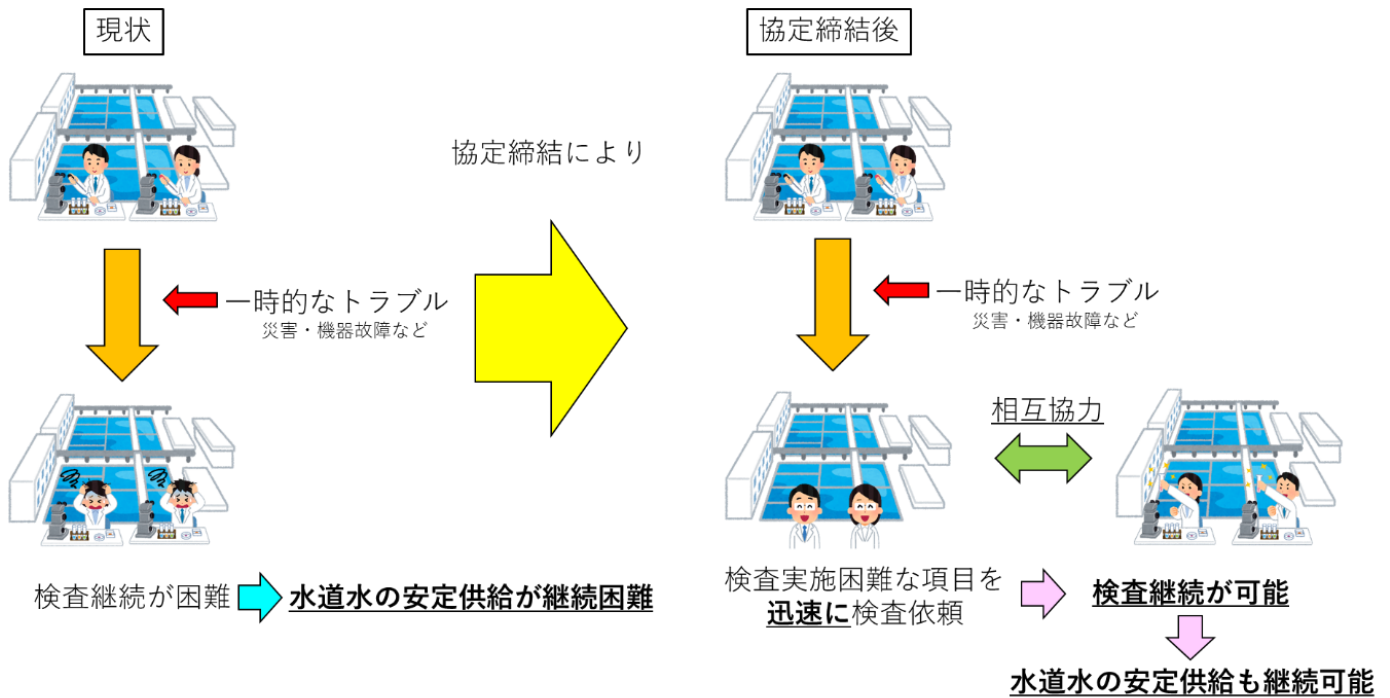 現状
一時的なトラブル
災害・機器故障など
検査継続が困難
水道水の安定供給が継続困難
協定締結により
協定締結後
一時的なトラブル
災害・機器故障など
相互協力
検査実施困難な項目を
迅速に検査依頼
検査継続が可能
水道水の安定供給も継続可能